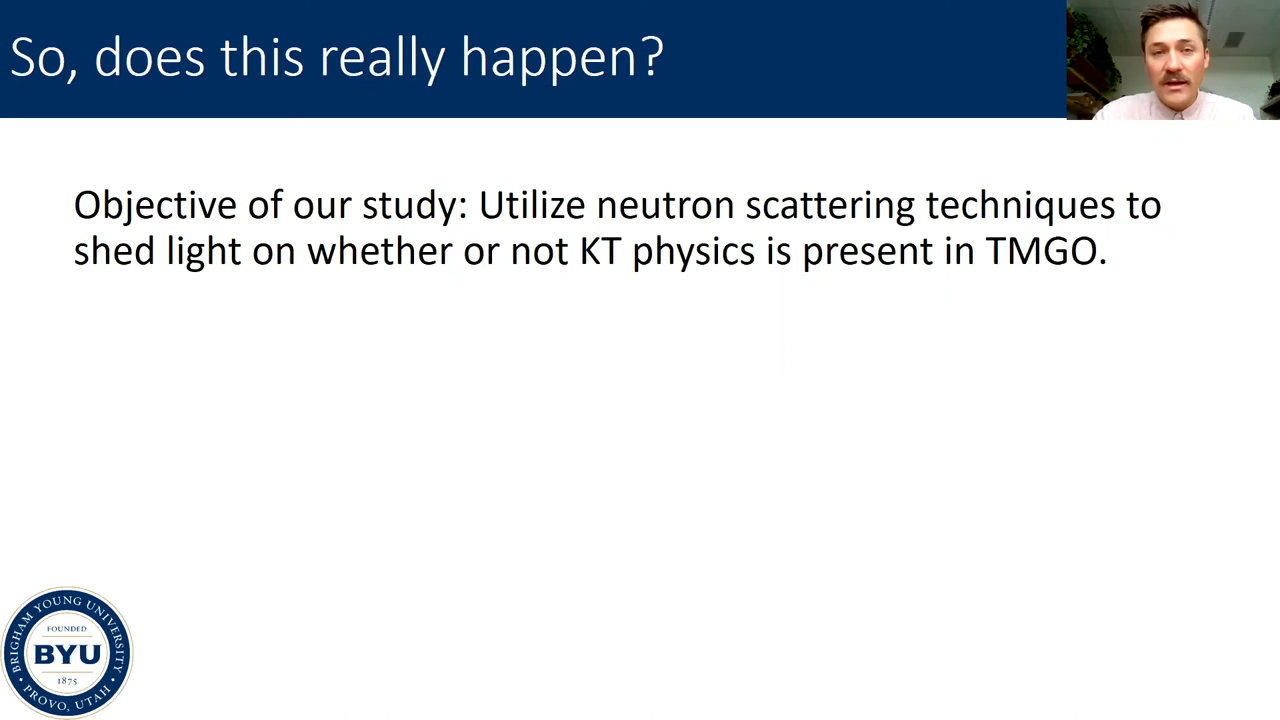 So, does this really happen?
Objective of our study: Utilize neutron scattering techniques to
shed light on whether or not KT physics is present in TMGO.
BRIGHAM YOUNG UNIVERSITY
FOUNDED
BYU
1875
PROVO, UTAH